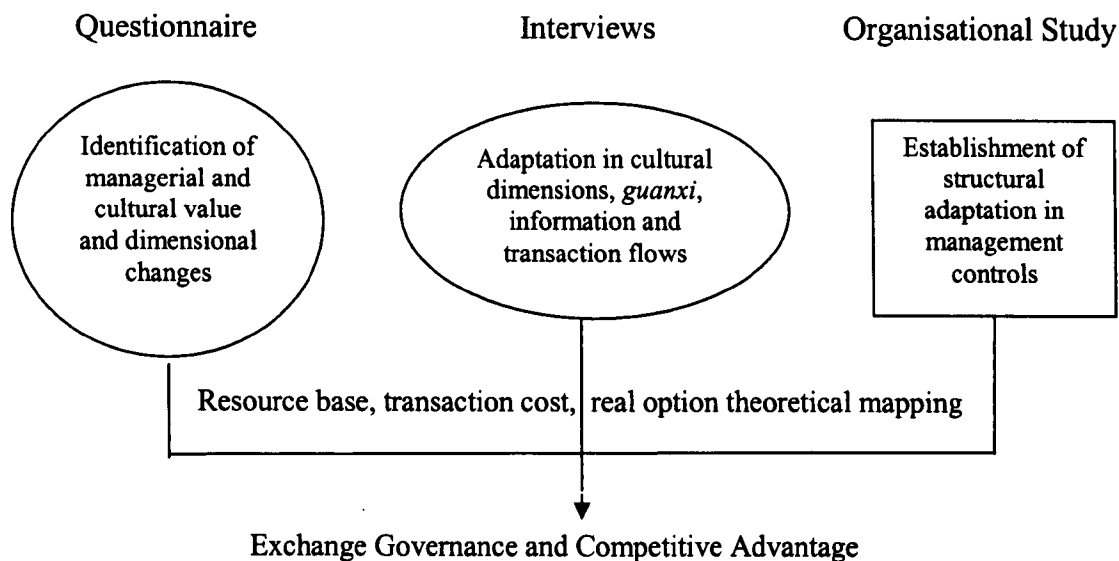 Questionnaire
Interviews
Organisational Study
Identification of
managerial and
cultural value
and dimensional
changes
Adaptation in cultural
dimensions, guanxi,
information and
transaction flows
Establishment of
structural
adaptation in
management
controls
Resource base, transaction cost, real option theoretical mapping
Exchange Governance and Competitive Advantage